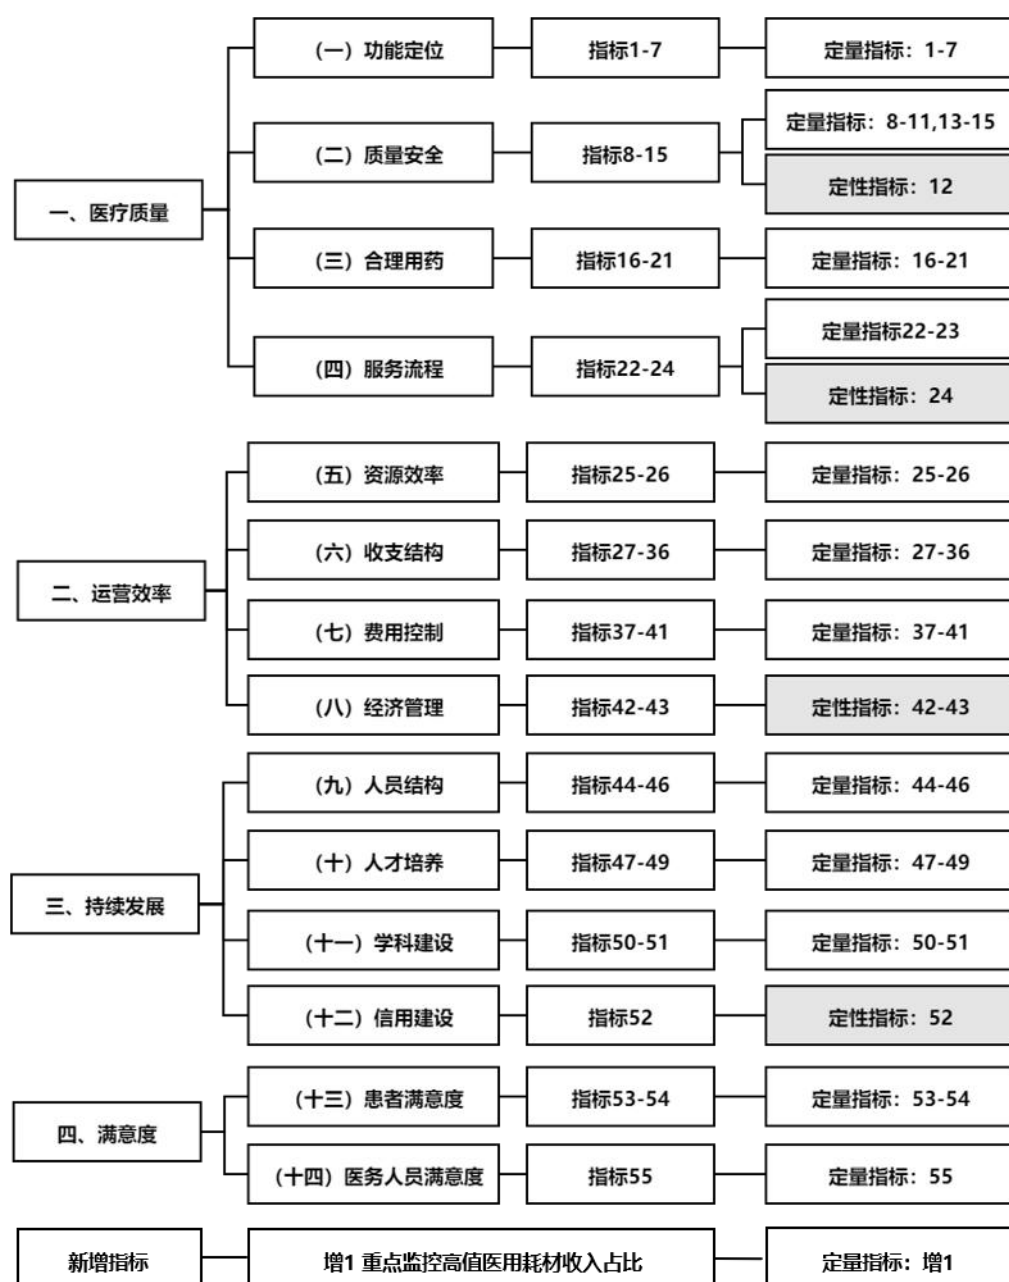 （一）功能定位
指标1-7
定量指标：1-7
（二）质量安全
指标8-15
定量指标：8-11,13-15
定性指标：12
一、医疗质量
（三）合理用药
指标16-21
定量指标：16-21
（四）服务流程
指标22-24
定量指标22-23
定性指标：24
（五）资源效率
指标25-26
定量指标：25-26
（六）收支结构
指标27-36
定量指标：27-36
二、运营效率
（七）费用控制
指标37-41
定量指标：37-41
（八）经济管理
指标42-43
定性指标：42-43
（九）人员结构
指标44-46
定量指标：44-46
（十）人才培养
指标47-49
定量指标：47-49
三、持续发展
（十一）学科建设
指标50-51
定量指标：50-51
（十二）信用建设
指标52
定性指标：52
（十三）患者满意度
指标53-54
定量指标：53-54
四、满意度
（十四）医务人员满意度
指标55
定量指标：55
新增指标
增1 重点监控高值医用耗材收入占比
定量指标：增1